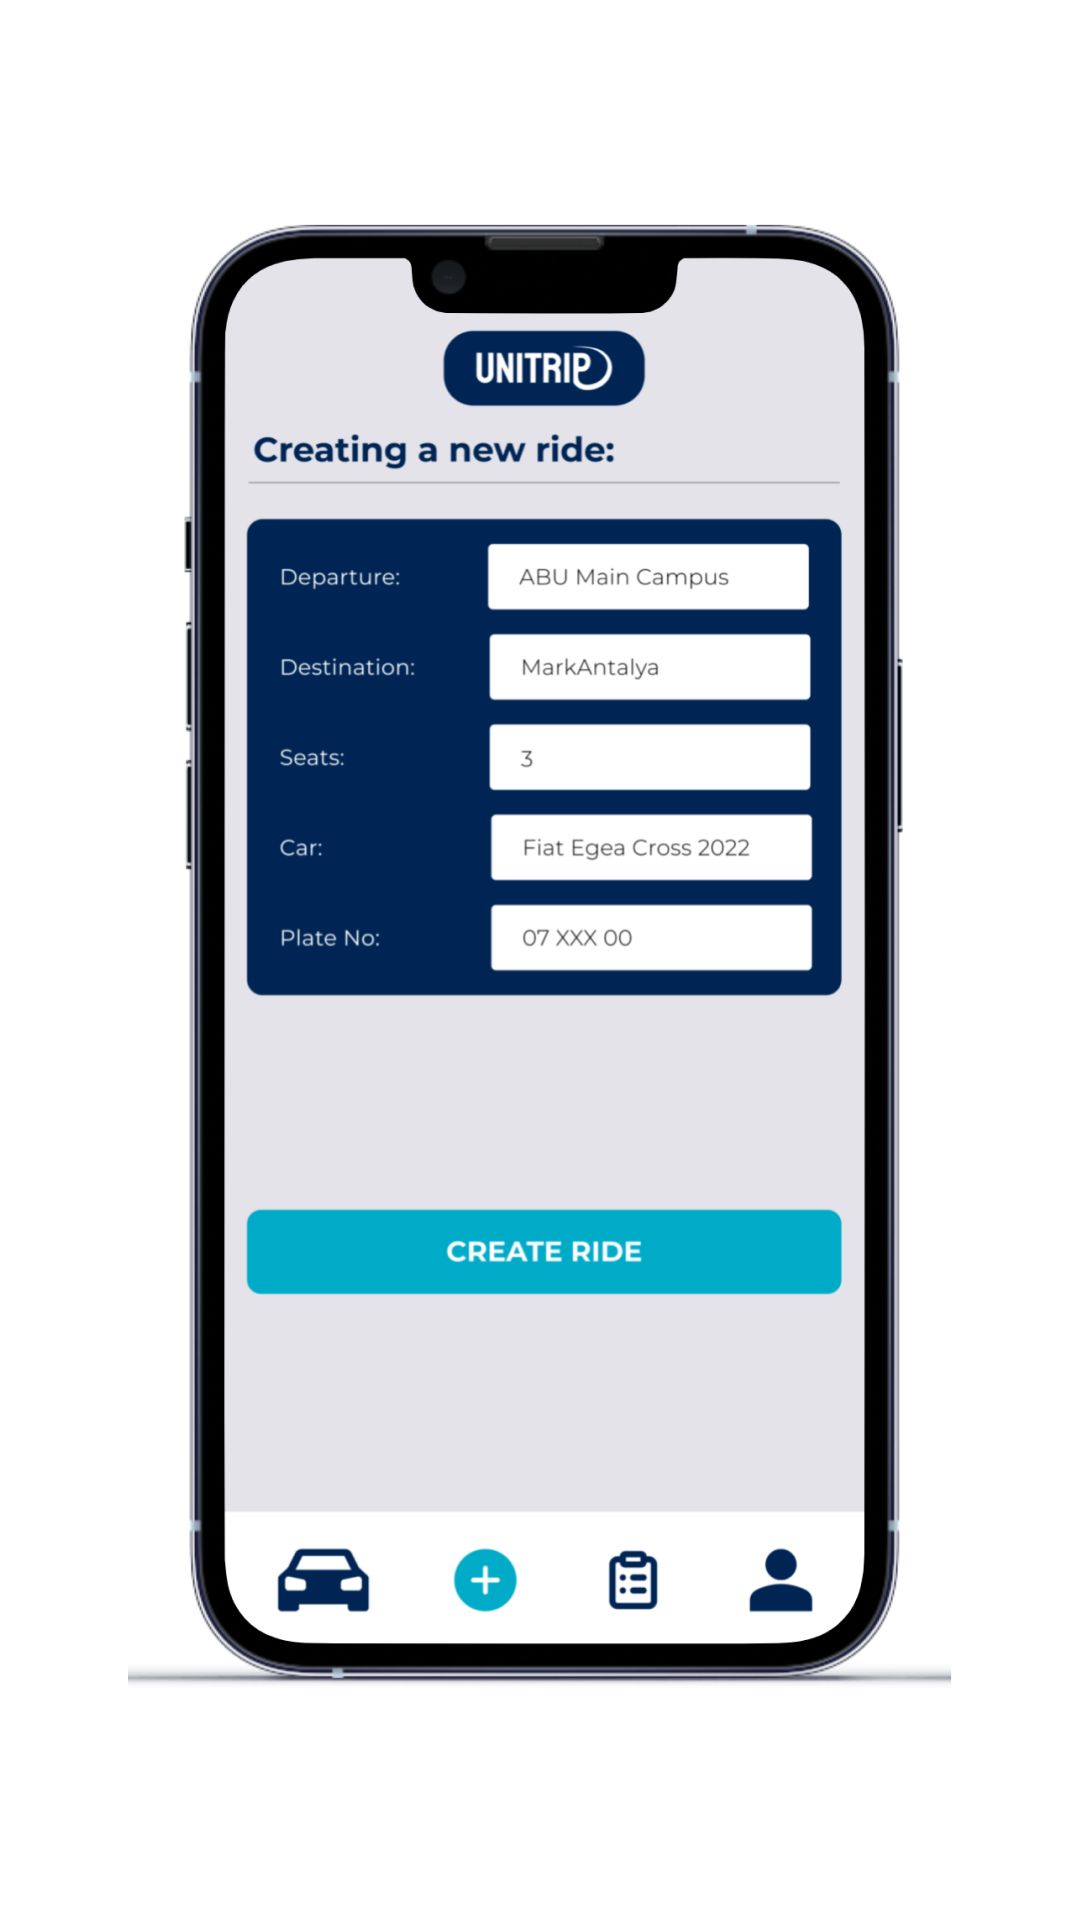 UNITRIP
Creating a new ride:
Departure: ABU Main Campus
Destination: MarkAntalya
Seats: 3
Car: Fiat Egea Cross 2022
Plate No: 07 XXX 00
CREATE RIDE